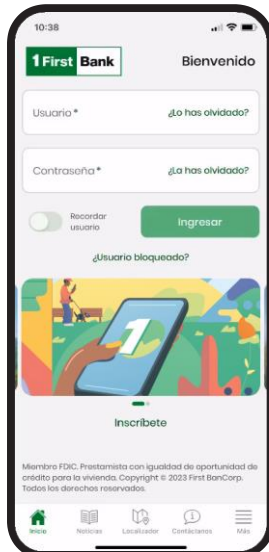 10:38
1 First Bank
Bienvenido
Usuario *
¿Lo has olvidado?
Contraseña *
¿La has olvidado?
Recordar
usuario
Ingresar
¿Usuario bloqueado?
1
Inscríbete
Miembro FDIC. Prestamista con igualdad de oportunidad de
crédito para la vivienda. Copyright © 2023 First BanCorp.
Todos los derechos reservados.
Inicio
Noticias
Localizador
Contáctanos
Más